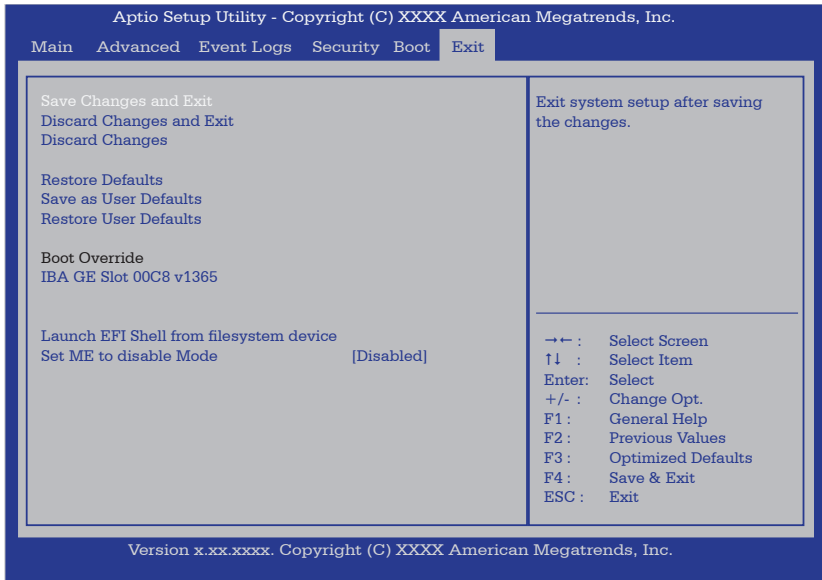 Aptio Setup Utility - Copyright (C) XXXX American Megatrends, Inc.
Main Advanced Event Logs Security Boot Exit
Save Changes and Exit
Discard Changes and Exit
Discard Changes
Restore Defaults
Save as User Defaults
Restore User Defaults
Boot Override
IBA GE Slot 00C8 v1365
Launch EFI Shell from filesystem device
Set ME to disable Mode [Disabled]
Exit system setup after saving
the changes.
→← : Select Screen
↑↓ : Select Item
Enter: Select
+/- : Change Opt.
F1 : General Help
F2 : Previous Values
F3 : Optimized Defaults
F4 : Save & Exit
ESC : Exit
Version x.xx.xxxx. Copyright (C) XXXX American Megatrends, Inc.